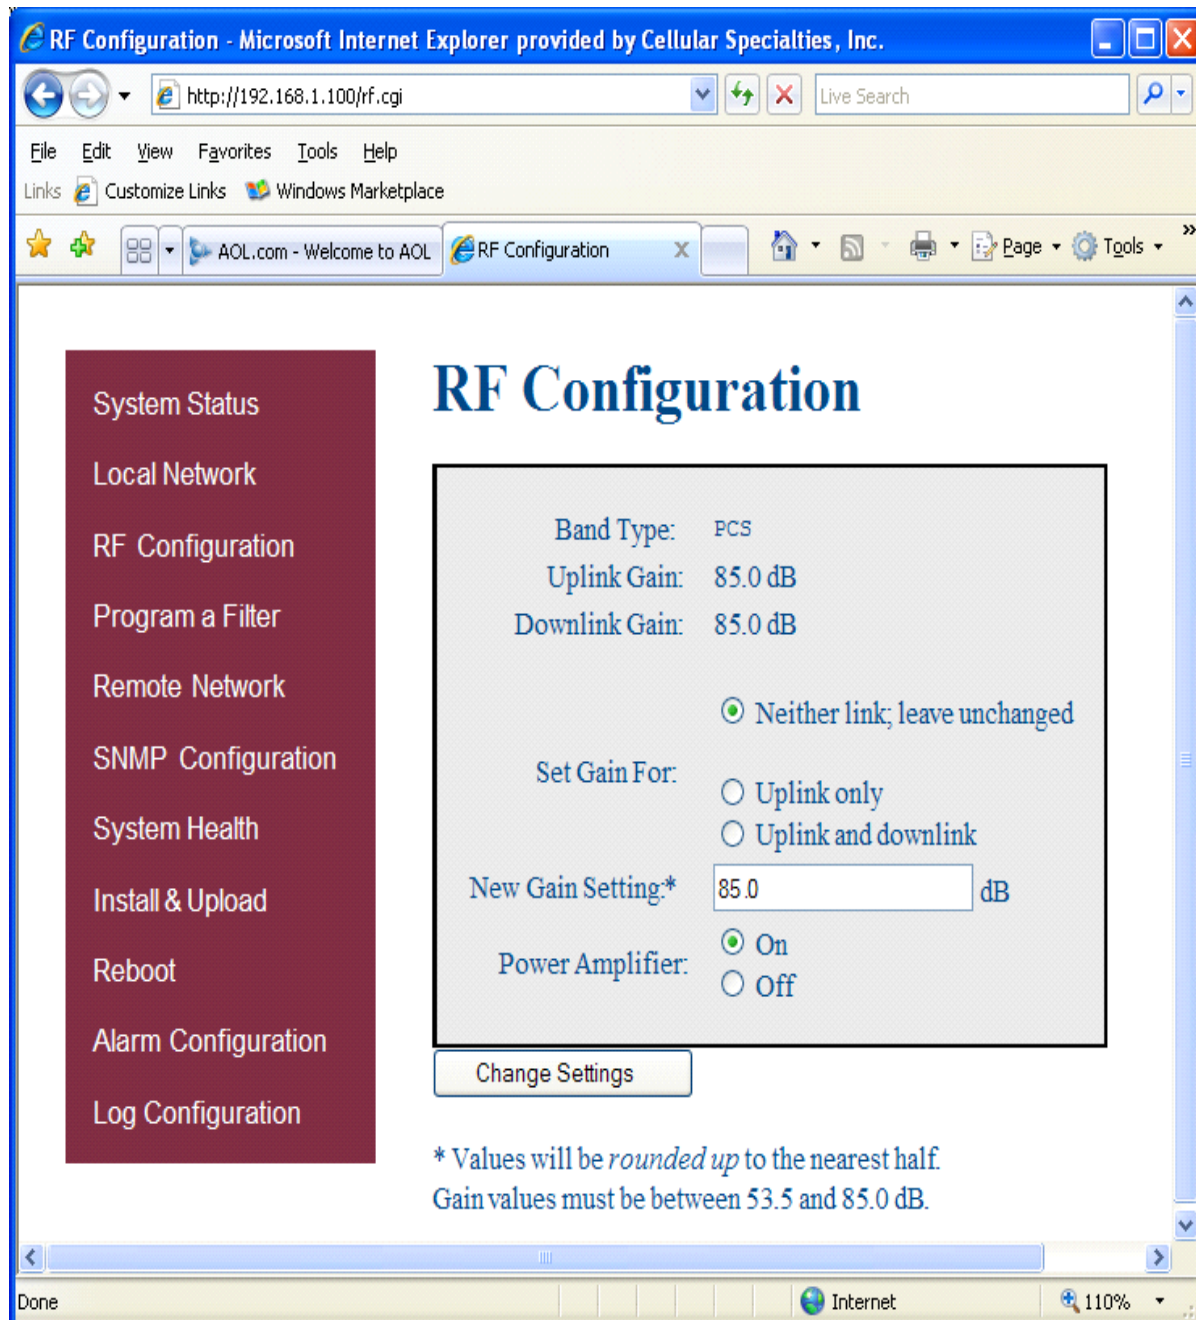 RF Configuration - Microsoft Internet Explorer provided by Cellular Specialties, Inc.
http://192.168.1.100/rf.cgi
Live Search
File Edit View Favorites Tools Help
Links Customize Links Windows Marketplace
AOL.com - Welcome to AOL RF Configuration Page Tools
System Status
Local Network
RF Configuration
Program a Filter
Remote Network
SNMP Configuration
System Health
Install & Upload
Reboot
Alarm Configuration
Log Configuration
RF Configuration
Band Type: PCS
Uplink Gain: 85.0 dB
Downlink Gain: 85.0 dB
Set Gain For:
Neither link; leave unchanged
Uplink only
Uplink and downlink
New Gain Setting:* 85.0 dB
Power Amplifier:
On
Off
Change Settings
* Values will be rounded up to the nearest half.
Gain values must be between 53.5 and 85.0 dB.
Done Internet 110%